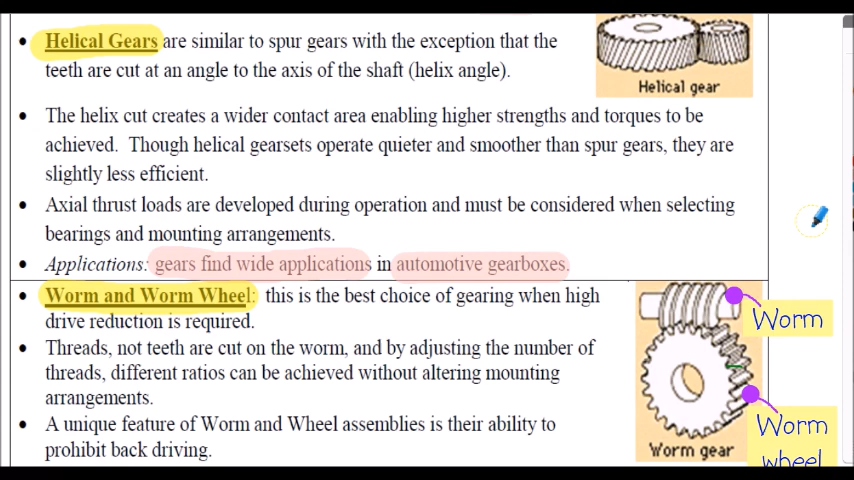 Helical Gears are similar to spur gears with the exception that the
teeth are cut at an angle to the axis of the shaft (helix angle).
Helical gear
The helix cut creates a wider contact area enabling higher strengths and torques to be
achieved. Though helical gearsets operate quieter and smoother than spur gears, they are
slightly less efficient.
Axial thrust loads are developed during operation and must be considered when selecting
bearings and mounting arrangements.
Applications: gears find wide applications in automotive gearboxes.
Worm and Worm Wheel: this is the best choice of gearing when high
drive reduction is required.
Threads, not teeth are cut on the worm, and by adjusting the number of
threads, different ratios can be achieved without altering mounting
arrangements.
A unique feature of Worm and Wheel assemblies is their ability to
prohibit back driving.
Worm
Worm
wheel
Worm gear